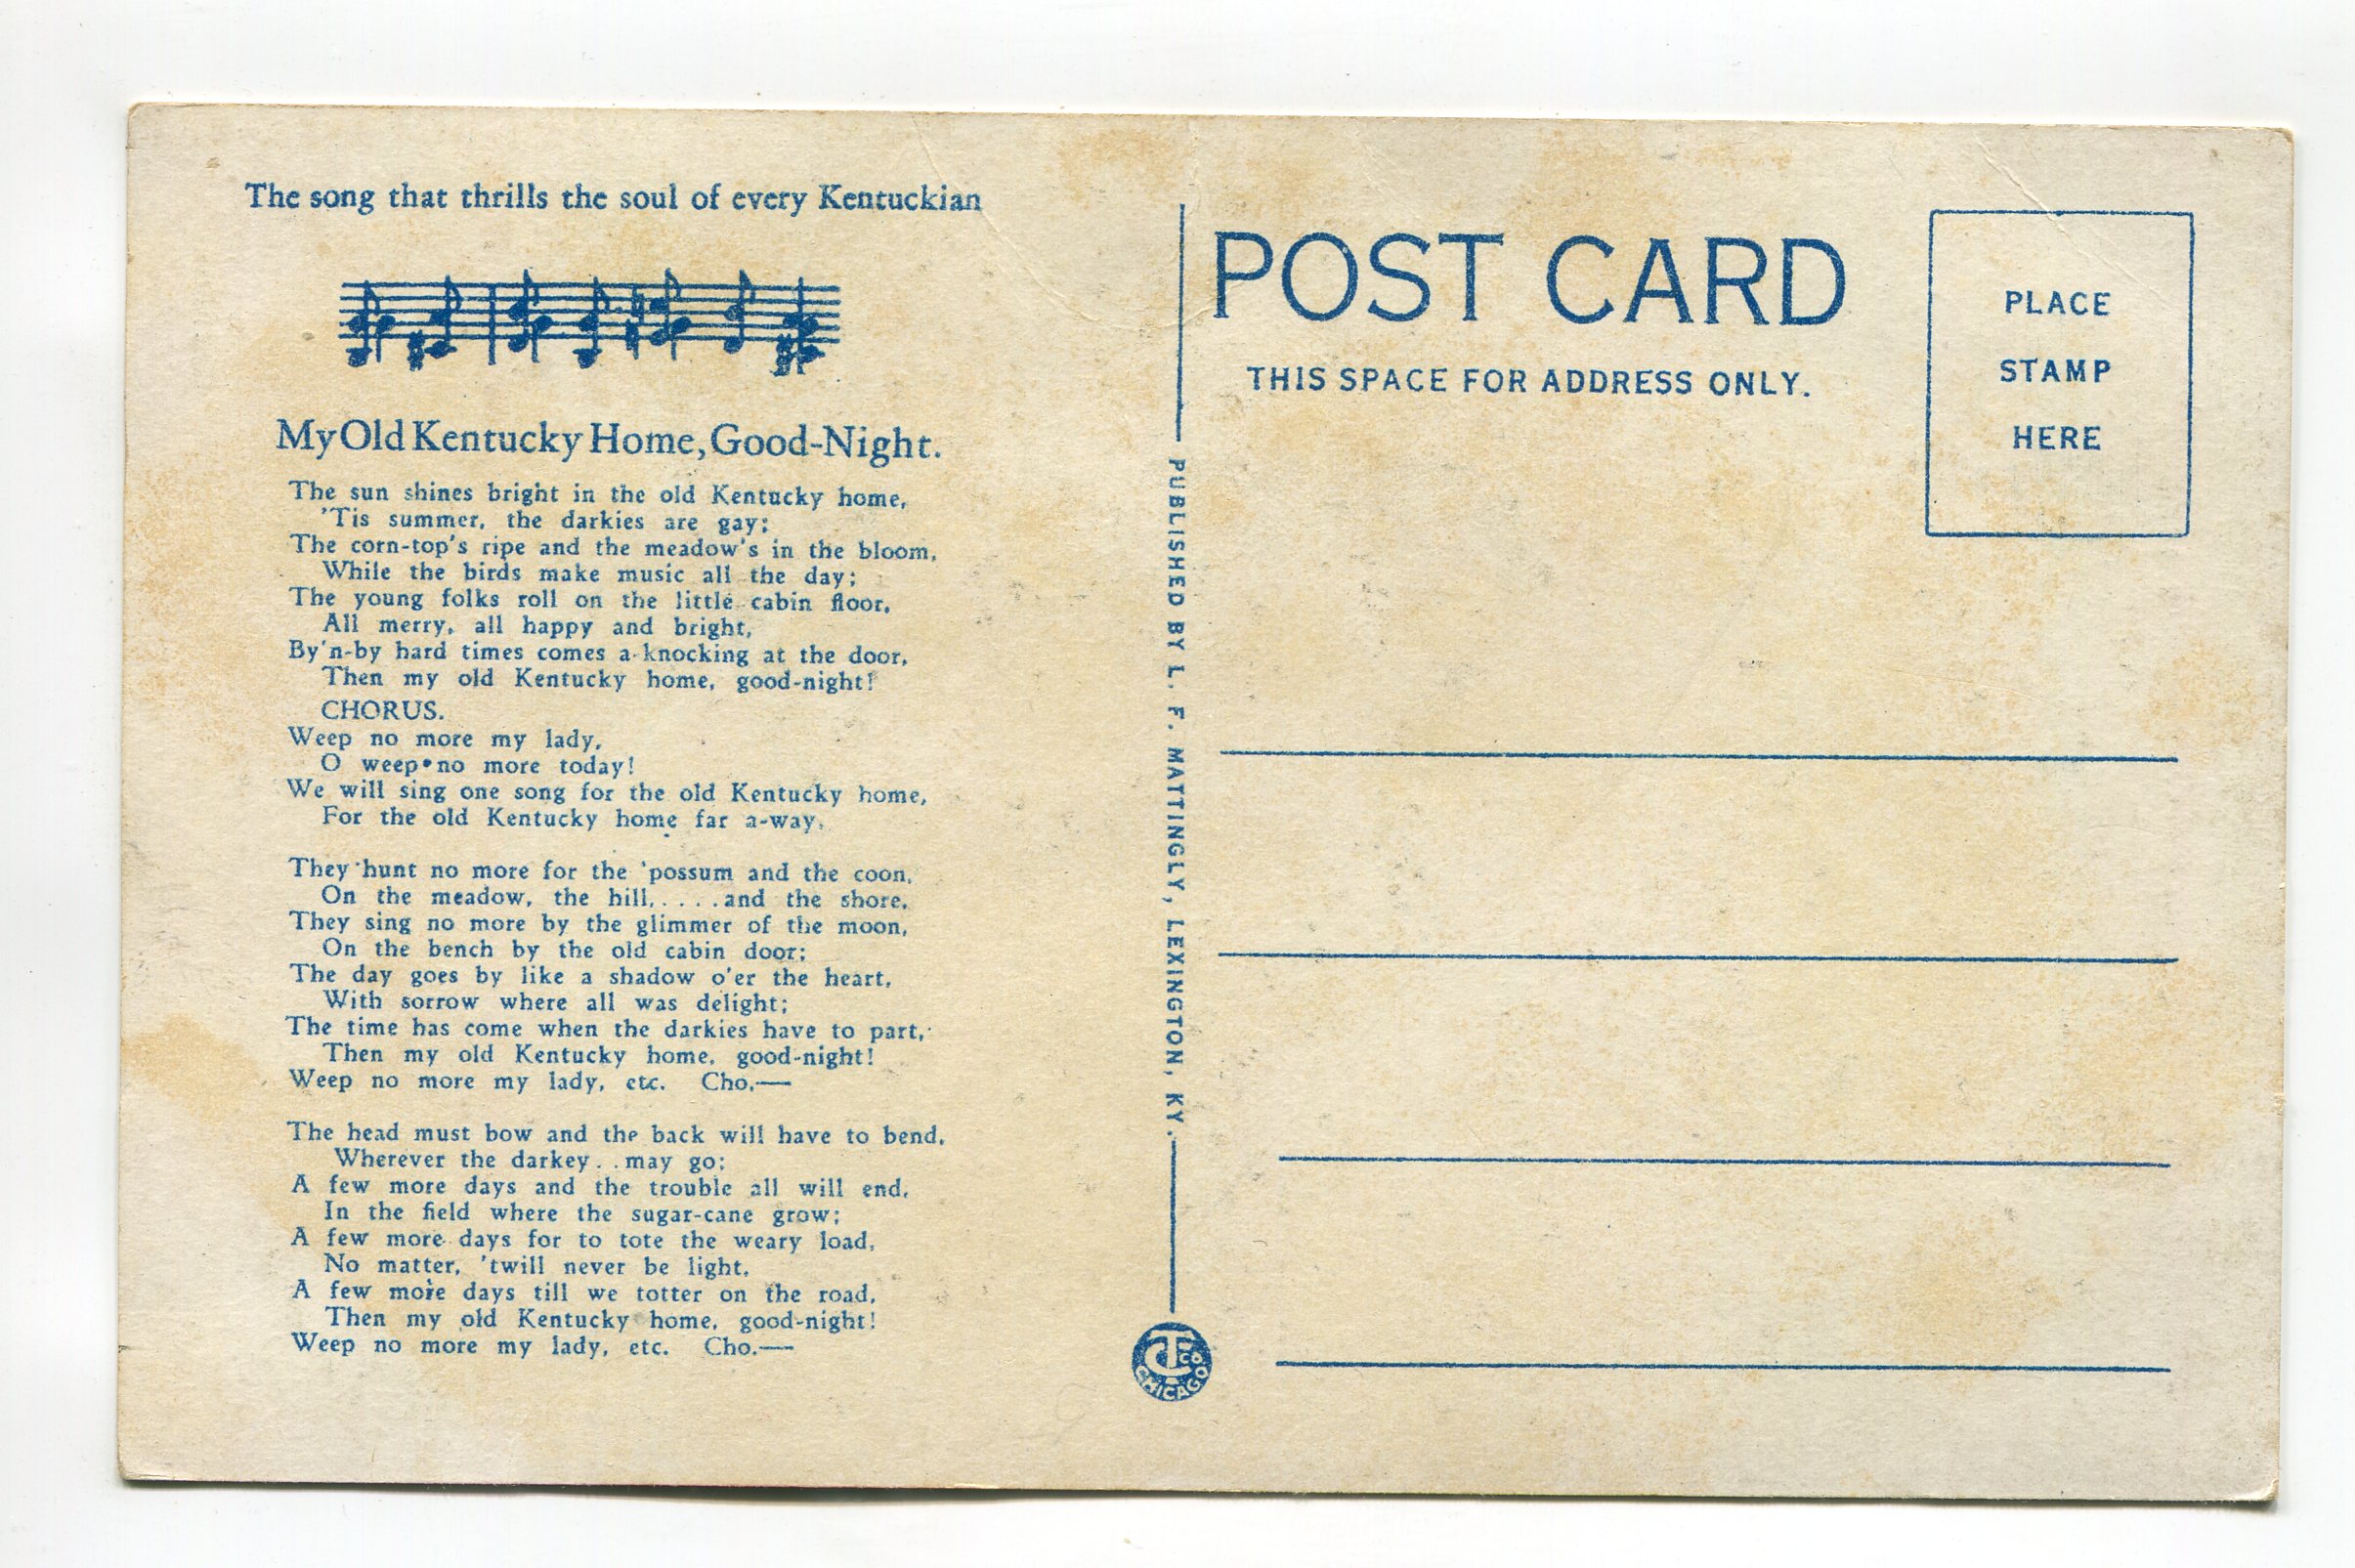 The song that thrills the soul of every Kentuckian
My Old Kentucky Home, Good-Night.
The sun shines bright in the old Kentucky home,
'Tis summer, the darkies are gay;
The corn-top's ripe and the meadow's in the bloom,
While the birds make music all the day;
The young folks roll on the little cabin floor,
All merry, all happy and bright,
By'n-by hard times comes a-knocking at the door,
Then my old Kentucky home, good-night!
CHORUS.
Weep no more my lady,
O weep no more today!
We will sing one song for the old Kentucky home,
For the old Kentucky home far a-way.
They hunt no more for the 'possum and the coon,
On the meadow, the hill,....and the shore,
They sing no more by the glimmer of the moon,
On the bench by the old cabin door;
The day goes by like a shadow o'er the heart,
With sorrow where all was delight;
The time has come when the darkies have to part,
Then my old Kentucky home, good-night!
Weep no more my lady, etc. Cho.—
The head must bow and the back will have to bend,
Wherever the darkey..may go;
A few more days and the trouble all will end,
In the field where the sugar-cane grow;
A few more days for to tote the weary load,
No matter, 'twill never be light,
A few more days till we totter on the road,
Then my old Kentucky home, good-night!
Weep no more my lady, etc. Cho.—
PUBLISHED BY L. F. MATTINGLY, LEXINGTON, KY.
CT CO. CHICAGO
POST CARD
THIS SPACE FOR ADDRESS ONLY.
PLACE
STAMP
HERE